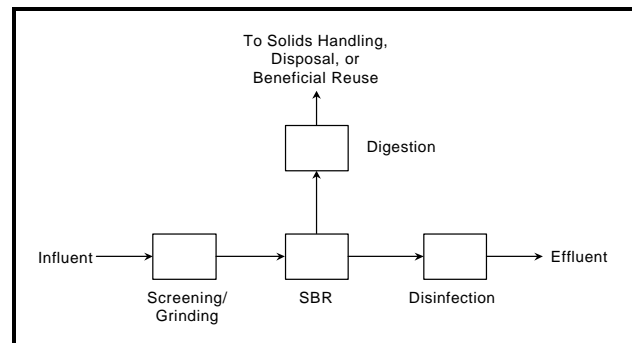 To Solids Handling,
Disposal, or
Beneficial Reuse
Digestion
Influent
Effluent
Screening/
Grinding
SBR
Disinfection